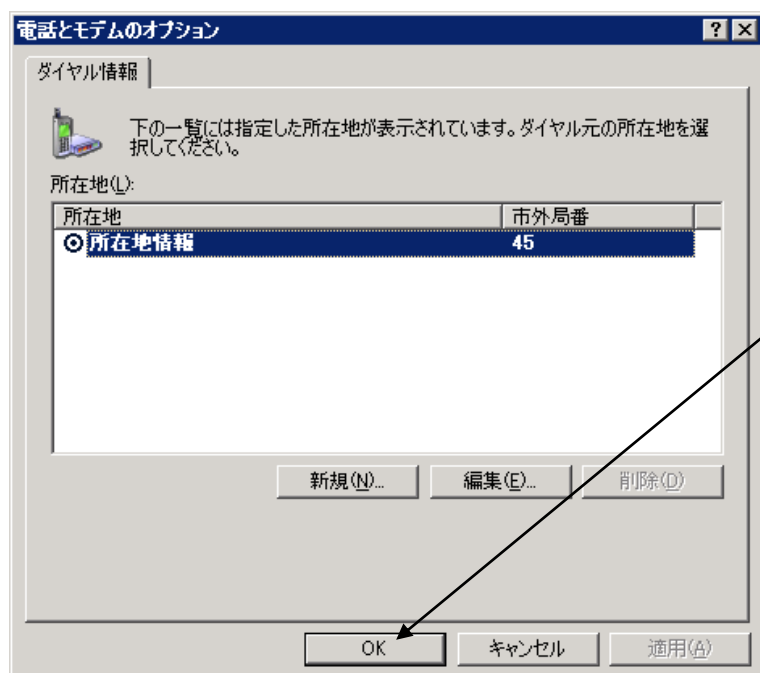 電話とモデムのオプション
ダイヤル情報
下の一覧には指定した所在地が表示されています。ダイヤル元の所在地を選
択してください。
所在地(L):
所在地 市外局番
所在地情報 45
新規(N)... 編集(E)... 削除(D)
OK キャンセル 適用(A)